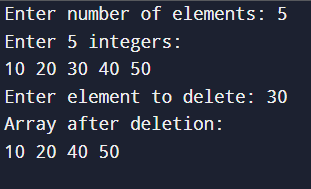 Enter number of elements: 5
Enter 5 integers:
10 20 30 40 50
Enter element to delete: 30
Array after deletion:
10 20 40 50